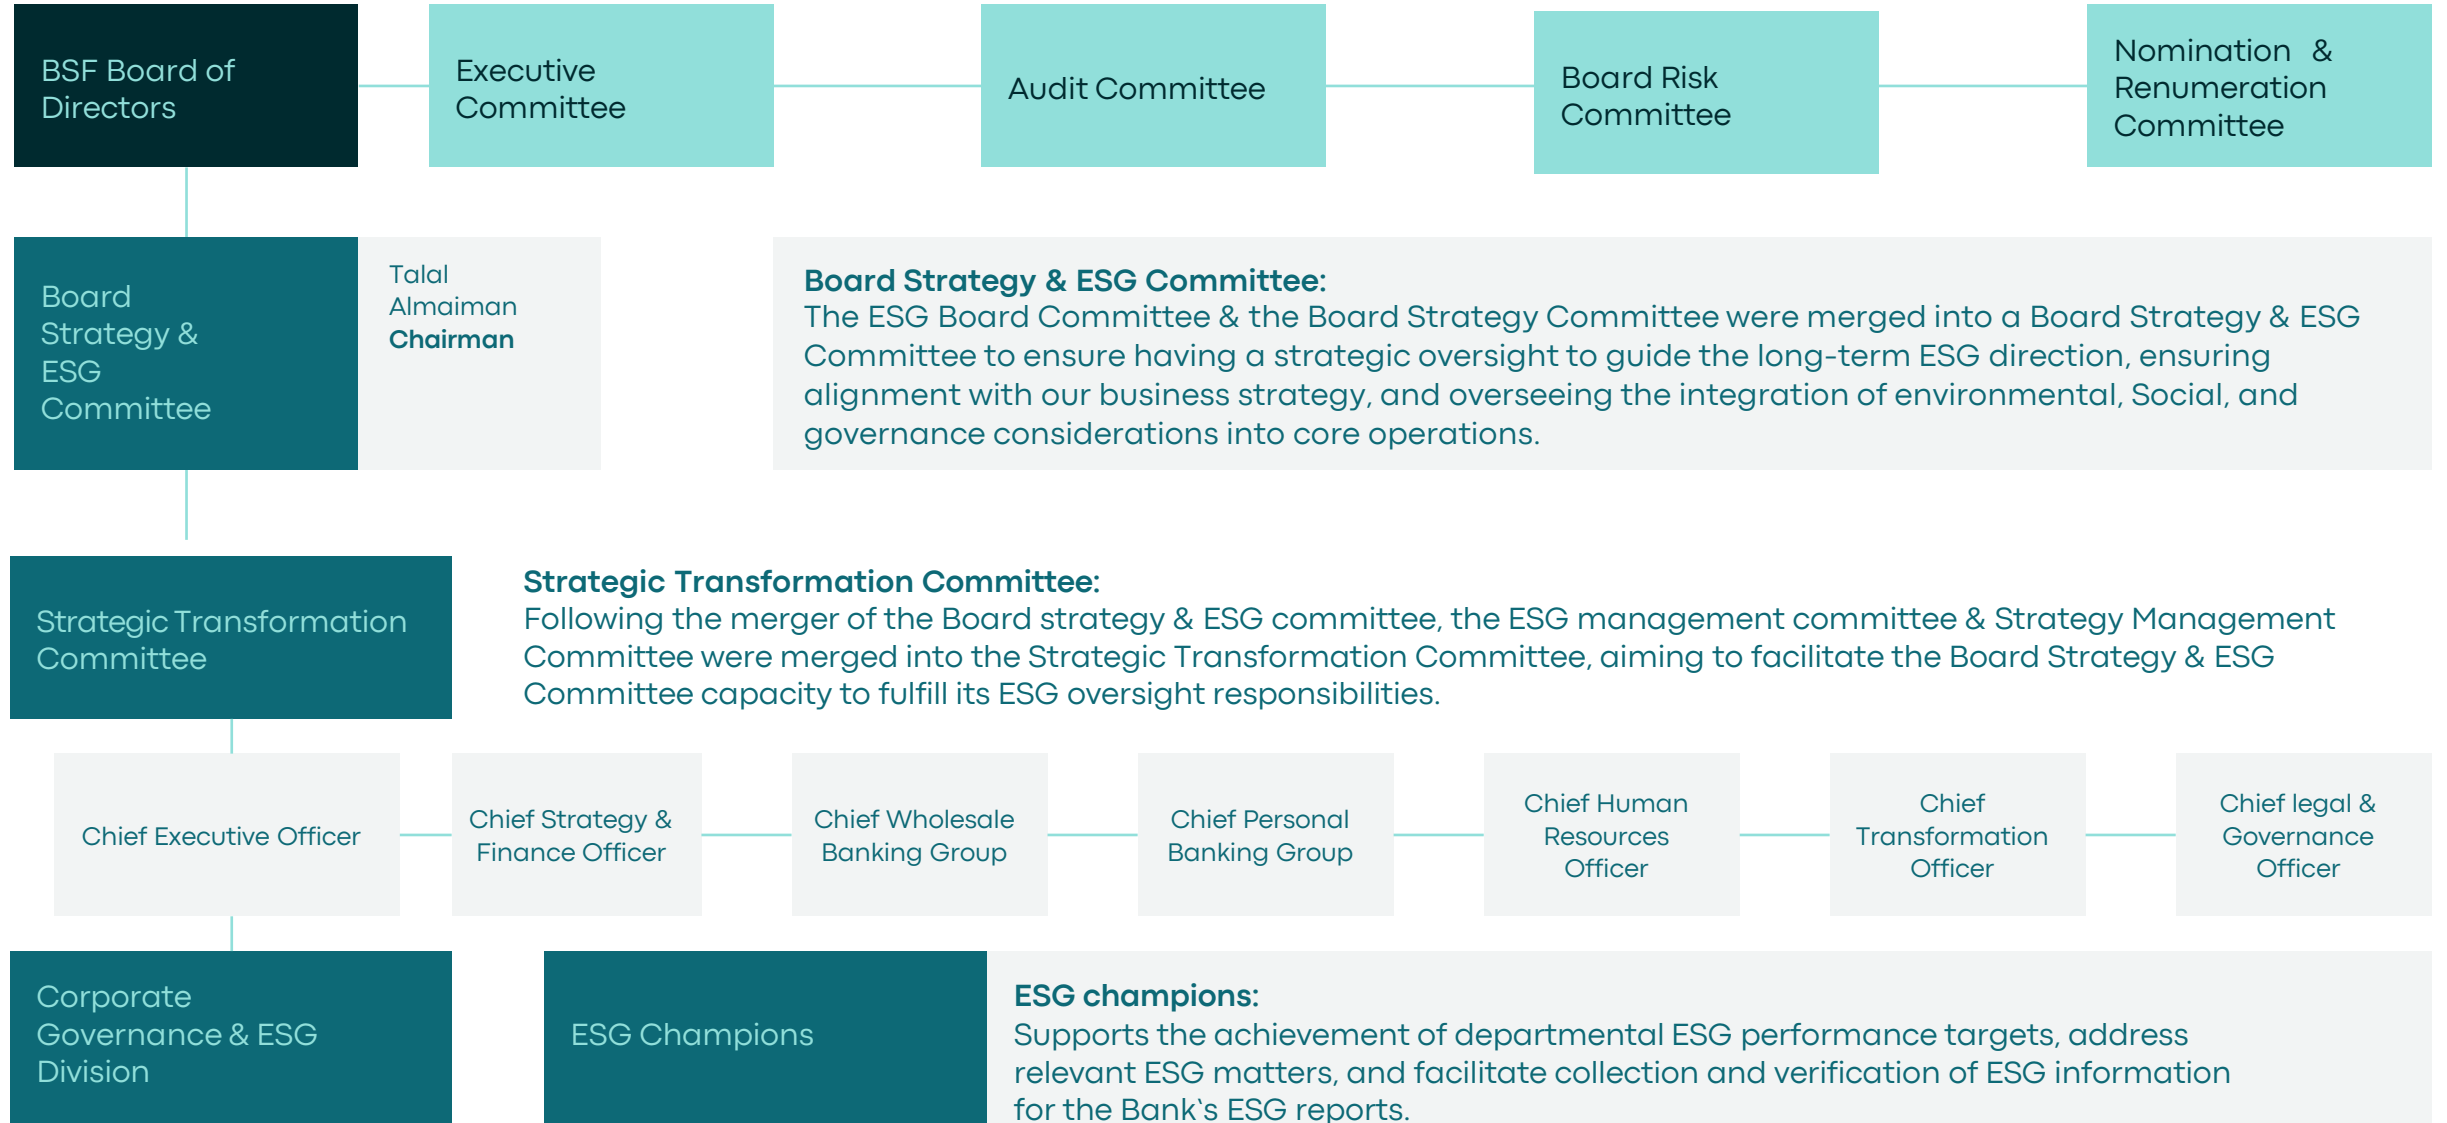 BSF Board of
Directors
Executive
Committee
Audit Committee
Board Risk
Committee
Nomination &
Renumeration
Committee
Board
Strategy &
ESG
Committee
Talal
Almaiman
Chairman
Board Strategy & ESG Committee:
The ESG Board Committee & the Board Strategy Committee were merged into a Board Strategy & ESG
Committee to ensure having a strategic oversight to guide the long-term ESG direction, ensuring
alignment with our business strategy, and overseeing the integration of environmental, Social, and
governance considerations into core operations.
Strategic Transformation
Committee
Strategic Transformation Committee:
Following the merger of the Board strategy & ESG committee, the ESG management committee & Strategy Management
Committee were merged into the Strategic Transformation Committee, aiming to facilitate the Board Strategy & ESG
Committee capacity to fulfill its ESG oversight responsibilities.
Chief Executive Officer
Chief Strategy &
Finance Officer
Chief Wholesale
Banking Group
Chief Personal
Banking Group
Chief Human
Resources
Officer
Chief
Transformation
Officer
Chief legal &
Governance
Officer
Corporate
Governance & ESG
Division
ESG Champions
ESG champions:
Supports the achievement of departmental ESG performance targets, address
relevant ESG matters, and facilitate collection and verification of ESG information
for the Bank‛s ESG reports.